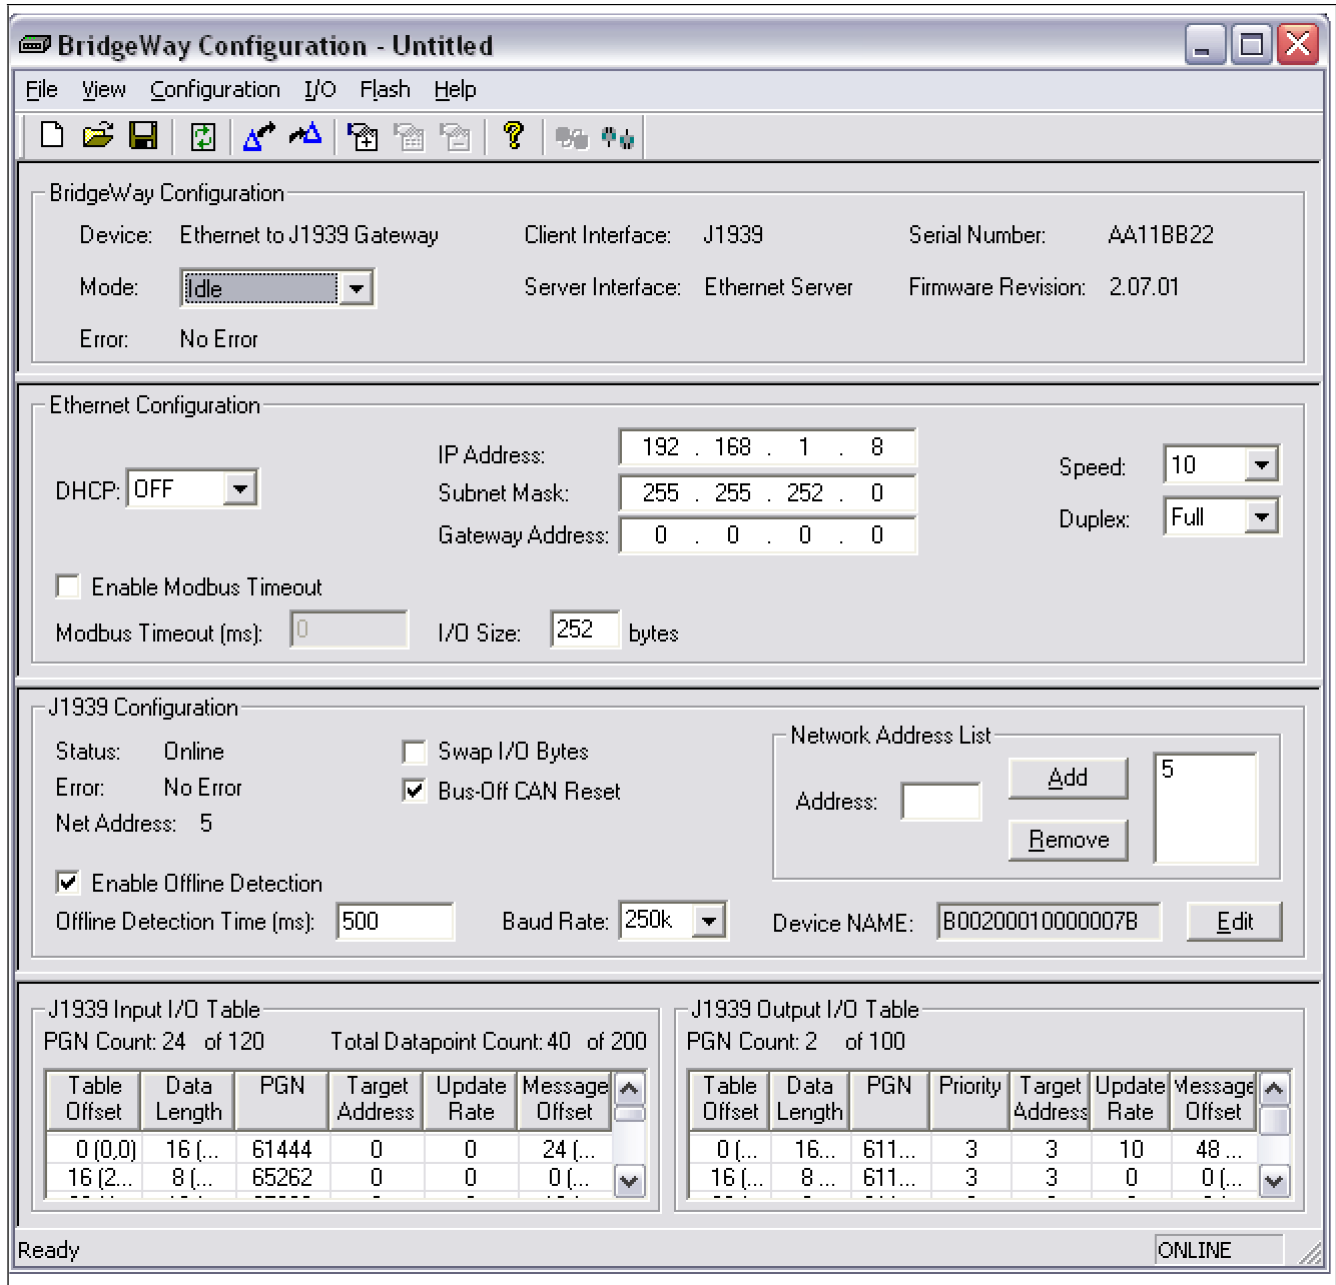 BridgeWay Configuration - Untitled
File View Configuration I/O Flash Help
BridgeWay Configuration
Device: Ethernet to J1939 Gateway Client Interface: J1939 Serial Number: AA11BB22
Mode: Idle Server Interface: Ethernet Server Firmware Revision: 2.07.01
Error: No Error
Ethernet Configuration
IP Address: 192 . 168 . 1 . 8
Speed: 10
DHCP: OFF
Subnet Mask: 255 . 255 . 252 . 0
Duplex: Full
Gateway Address: 0 . 0 . 0 . 0
Enable Modbus Timeout
Modbus Timeout (ms): 0 I/O Size: 252 bytes
J1939 Configuration
Status: Online Swap I/O Bytes
Error: No Error Bus-Off CAN Reset
Net Address: 5
Network Address List
Address: Add 5
Remove
Enable Offline Detection
Offline Detection Time (ms): 500 Baud Rate: 250k Device NAME: B00200010000007B Edit
J1939 Input I/O Table
PGN Count: 24 of 120 Total Datapoint Count: 40 of 200
Table Offset Data Length PGN Target Address Update Rate Message Offset
0 (0,0) 16 (... 61444 0 0 24 (...
16 (2... 8 (... 65262 0 0 0 (...
J1939 Output I/O Table
PGN Count: 2 of 100
Table Offset Data Length PGN Priority Target Address Update Rate Message Offset
0 (... 16... 611... 3 3 10 48 ...
16 (... 8 ... 611... 3 3 0 0 (...
Ready ONLINE